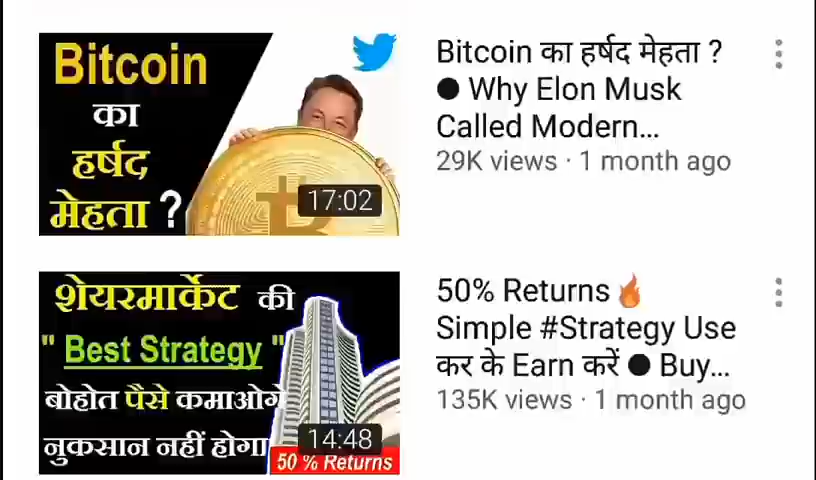 Bitcoin
का
हर्षद
मेहता ?
17:02
Bitcoin का हर्षद मेहता ?
● Why Elon Musk
Called Modern...
29K views · 1 month ago
शेयरमार्केट की
" Best Strategy "
बोहोत पैसे कमाओगे
नुकसान नहीं होगा
14:48
50 % Returns
50% Returns🔥
Simple #Strategy Use
कर के Earn करें ● Buy...
135K views · 1 month ago